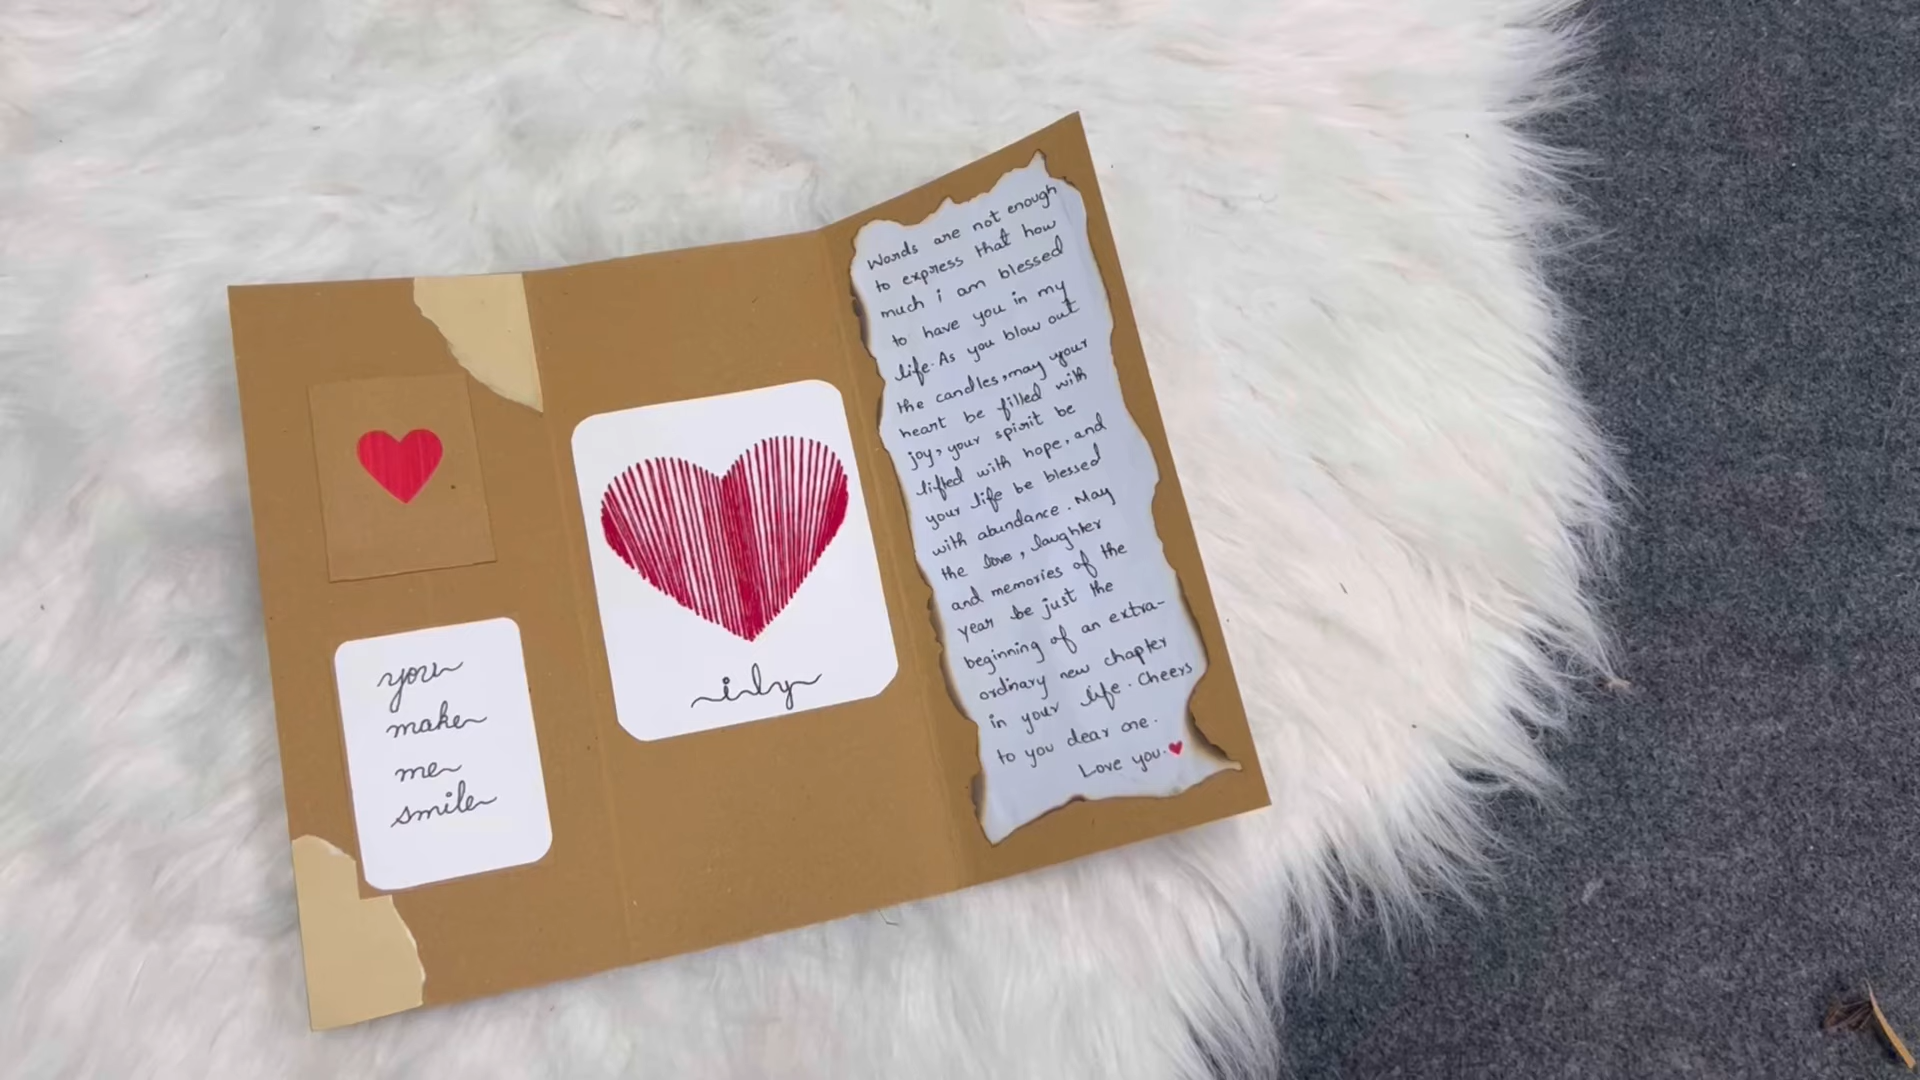 you
make
me
smile
ily
Words are not enough
to express that how
much i am blessed
to have you in my
life. As you blow out
the candles, may your
heart be filled with
joy, your spirit be
lifted with hope, and
your life be blessed
with abundance. May
the love, laughter
and memories of the
year be just the
beginning of an extra-
ordinary new chapter
in your life. Cheers
to you dear one.
Love you.❤